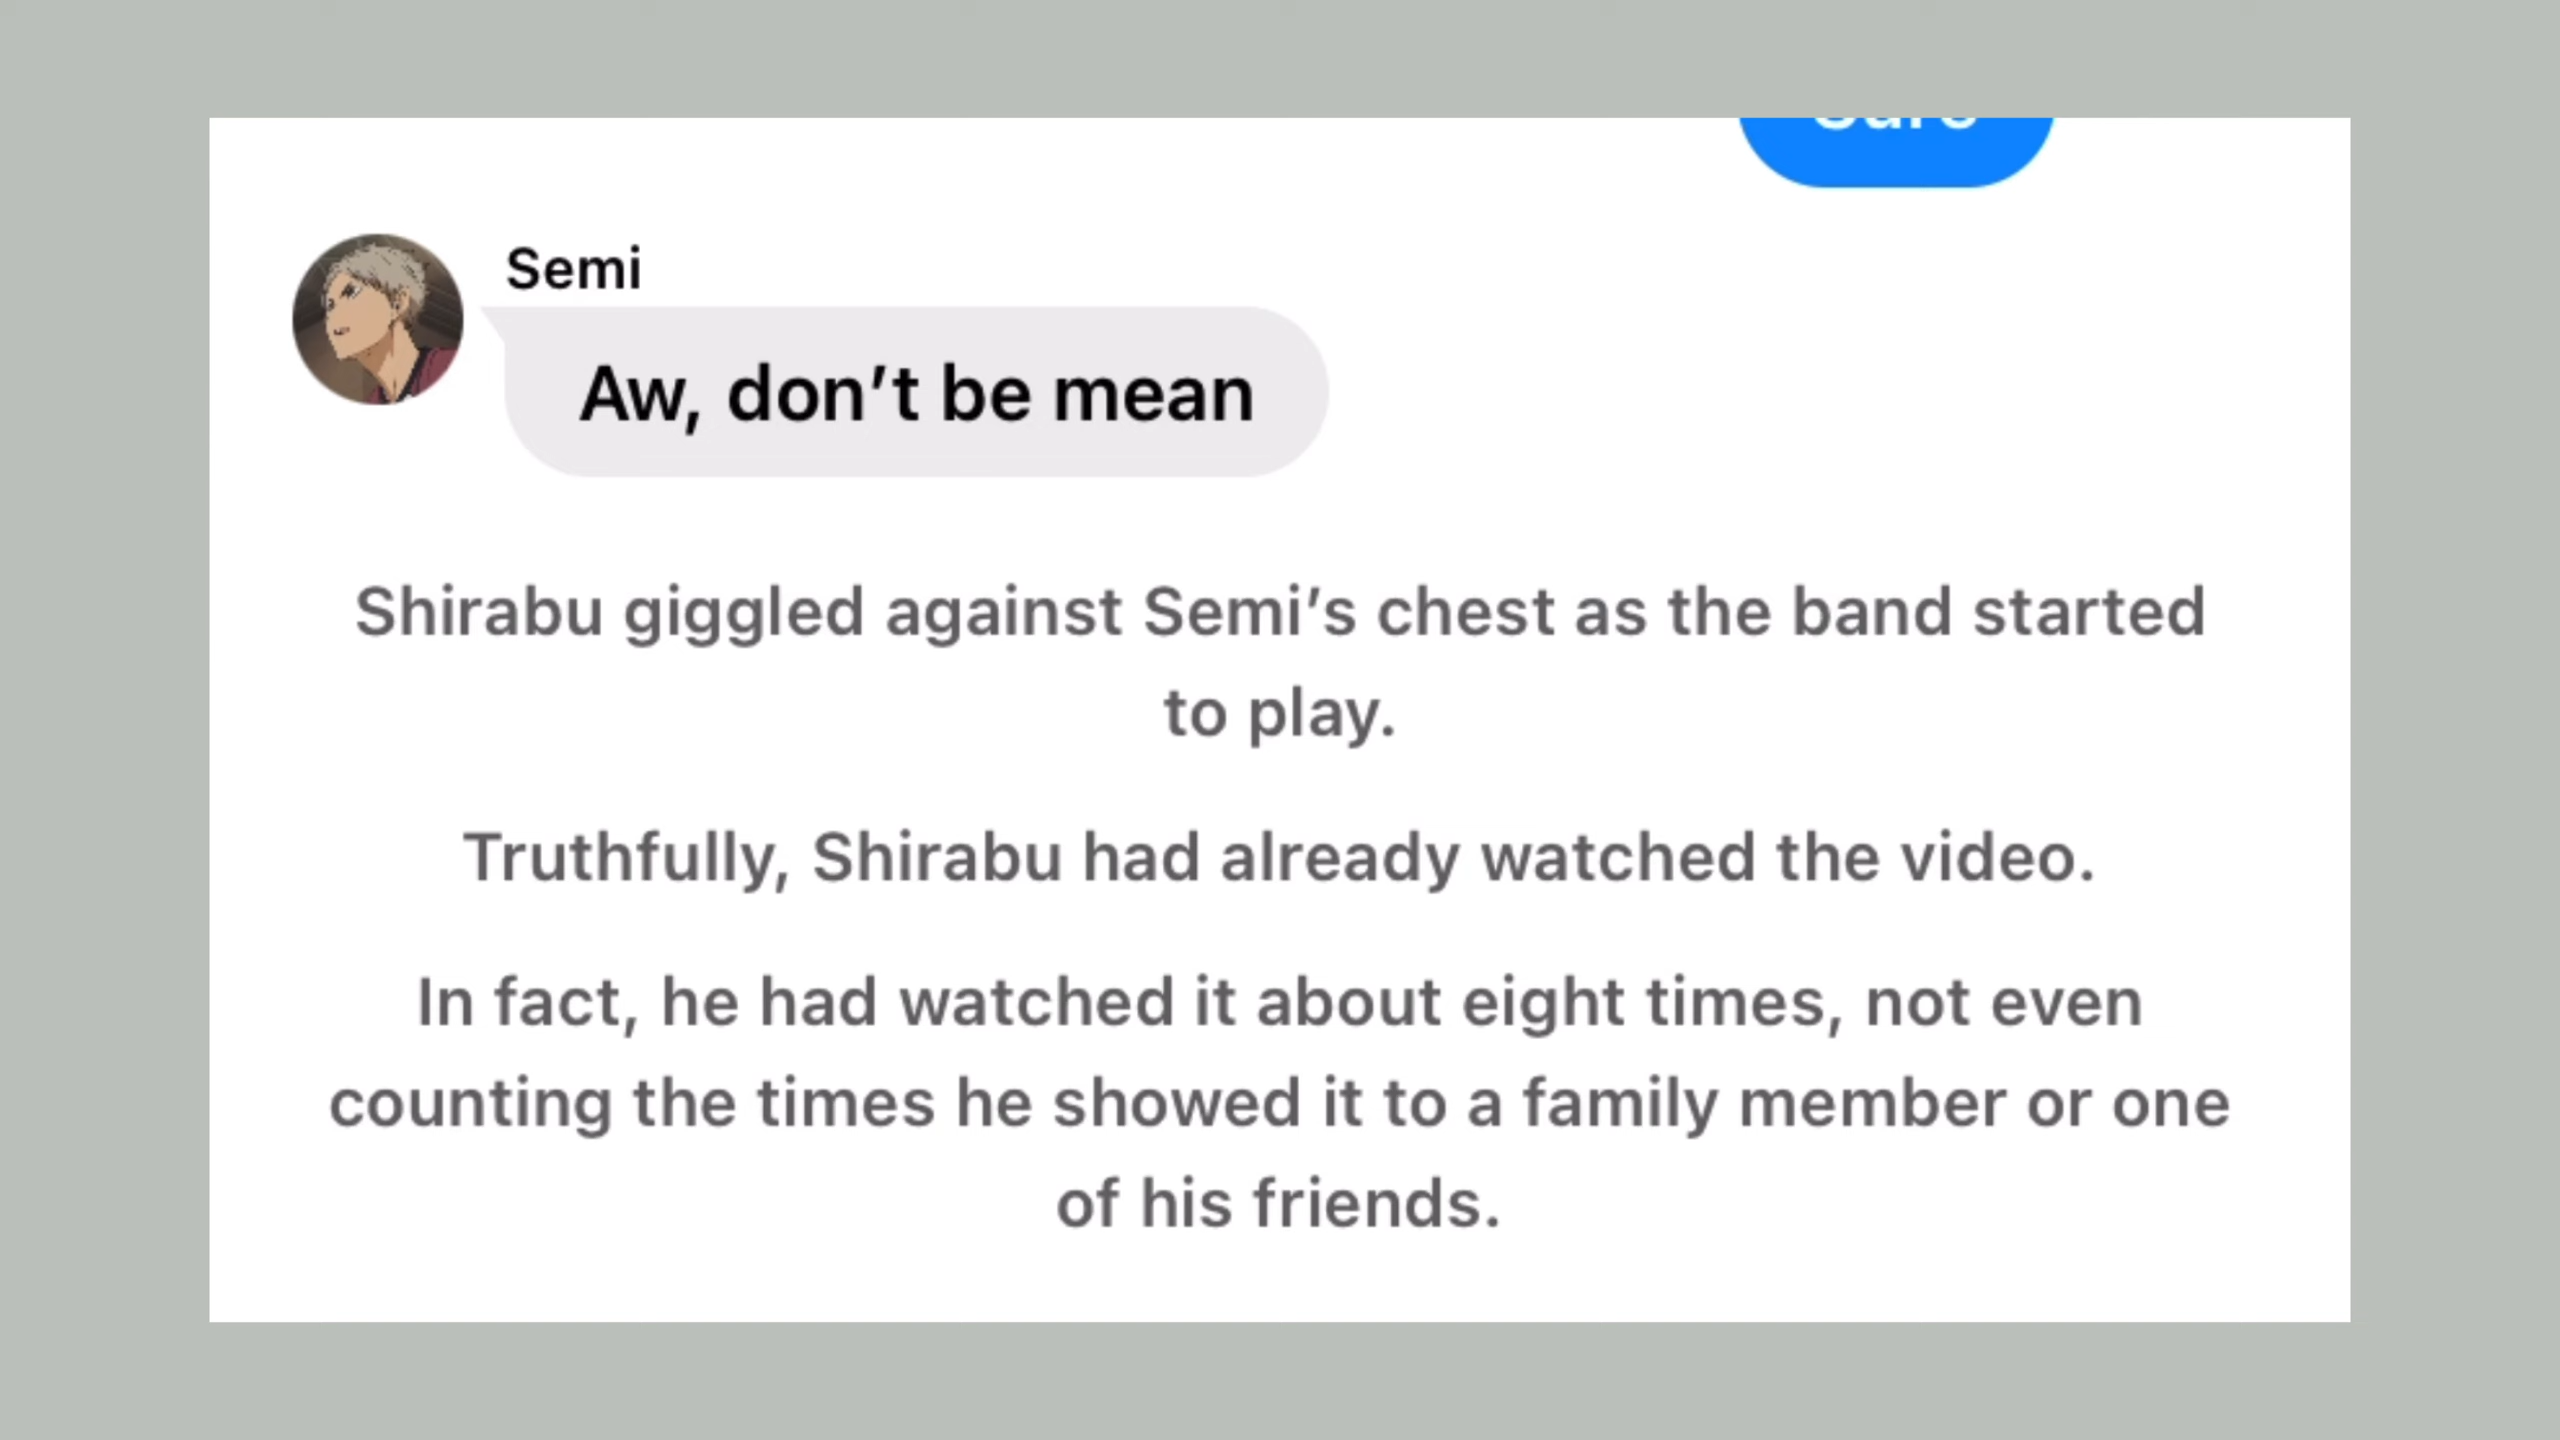 Semi
Aw, don’t be mean
Shirabu giggled against Semi’s chest as the band started
to play.
Truthfully, Shirabu had already watched the video.
In fact, he had watched it about eight times, not even
counting the times he showed it to a family member or one
of his friends.